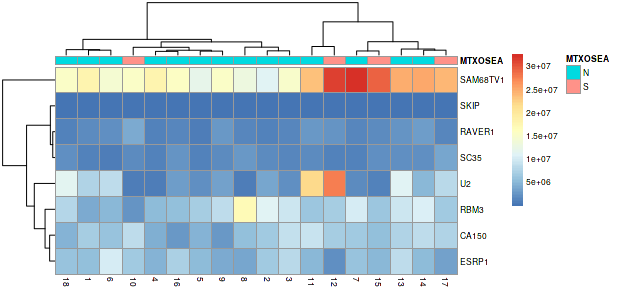 MTXOSEA
SAM68TV1
SKIP
RAVER1
SC35
U2
RBM3
CA150
ESRP1
18 1 6 10 4 16 5 9 8 2 3 11 12 7 15 13 14 17
3e+07
2.5e+07
2e+07
1.5e+07
1e+07
5e+06
MTXOSEA
N
S